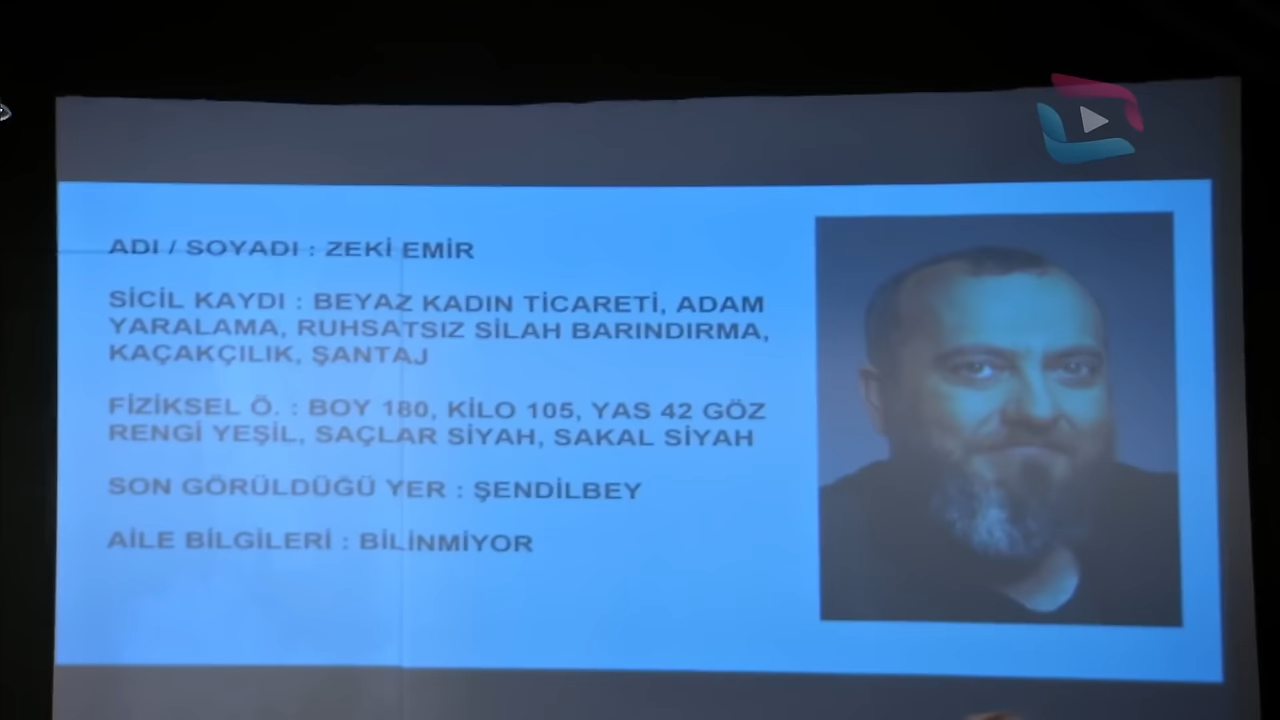 ADI / SOYADI : ZEKİ EMİR
SİCİL KAYDI : BEYAZ KADIN TİCARETİ, ADAM
YARALAMA, RUHSATSIZ SİLAH BARINDIRMA,
KAÇAKÇILIK, ŞANTAJ
FİZİKSEL Ö. : BOY 180, KİLO 105, YAS 42 GÖZ
RENGİ YEŞİL, SAÇLAR SİYAH, SAKAL SİYAH
SON GÖRÜLDÜĞÜ YER : ŞENDİLBEY
AİLE BİLGİLERİ : BİLİNMİYOR